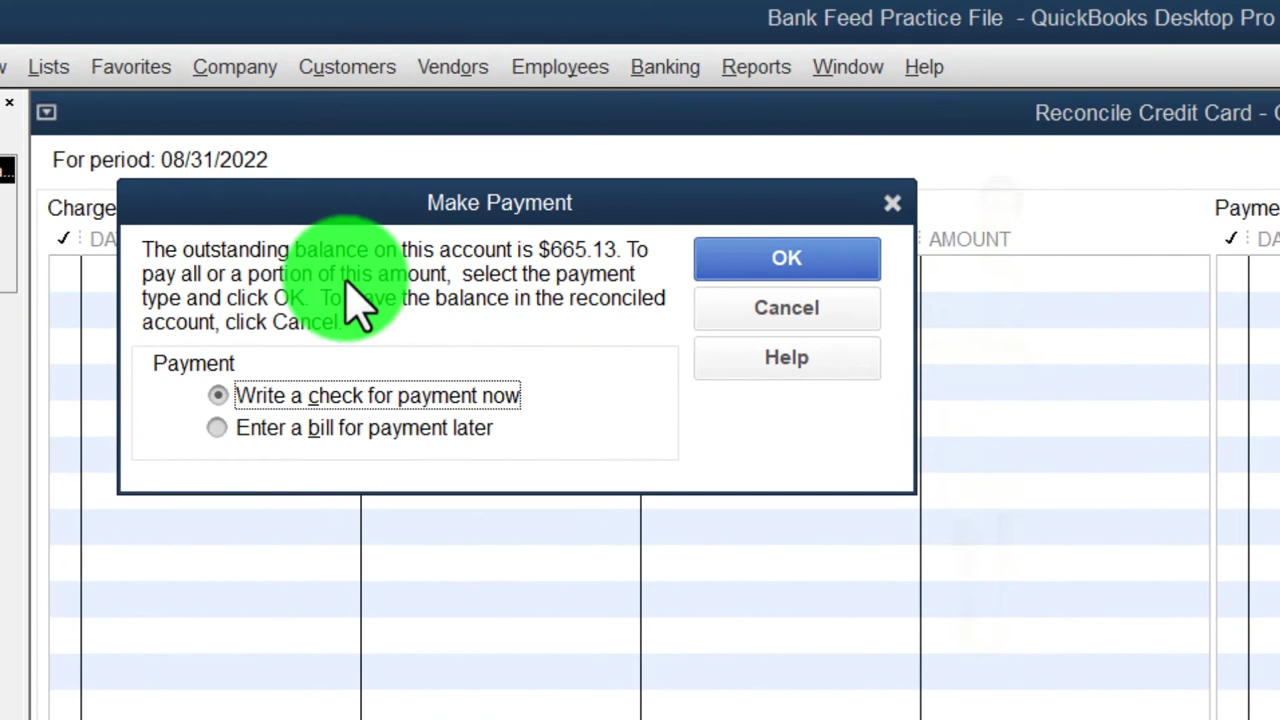 Bank Feed Practice File - QuickBooks Desktop Pro
w Lists Favorites Company Customers Vendors Employees Banking Reports Window Help
Reconcile Credit Card -
For period: 08/31/2022
Make Payment
Charge
Payme
DA
AMOUNT
DA
The outstanding balance on this account is $665.13. To
pay all or a portion of this amount, select the payment
type and click OK. To the balance in the reconciled
account, click Cancel.
OK
Cancel
Help
Payment
Write a check for payment now
Enter a bill for payment later